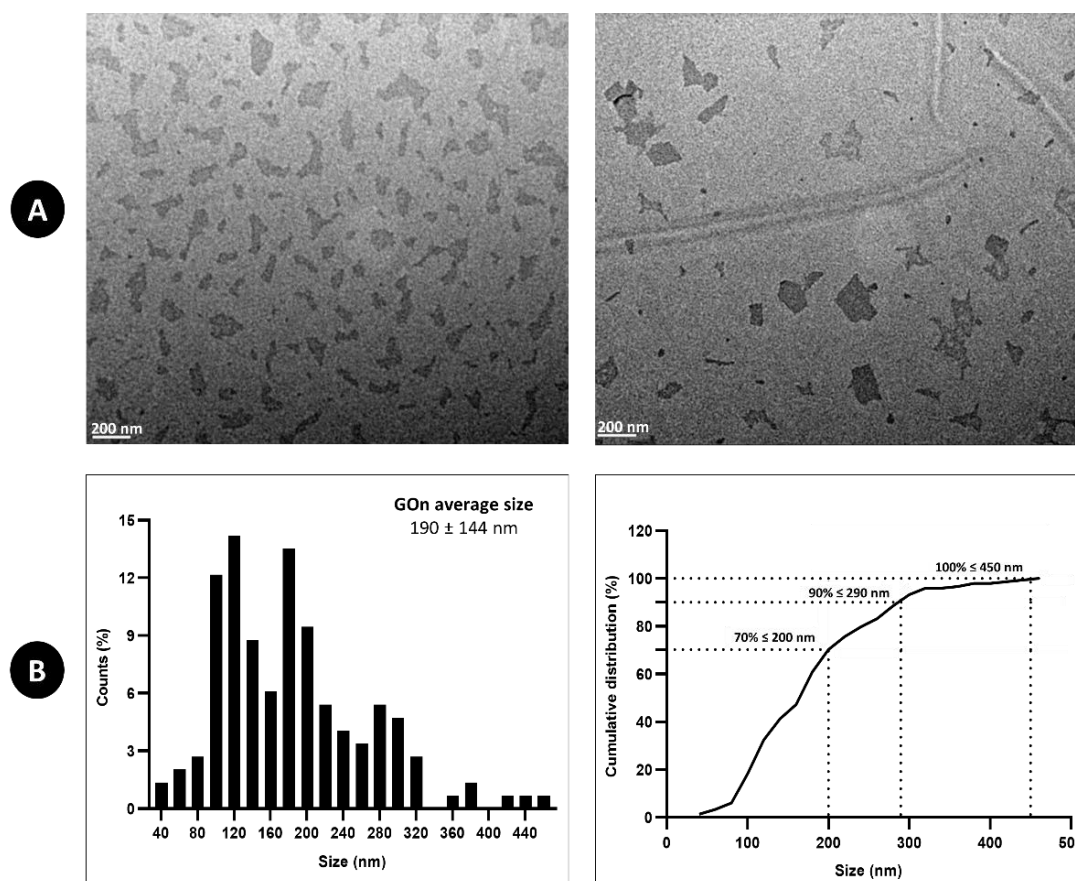 A
200 nm
200 nm
B
GOn average size
190 ± 144 nm
Counts (%)
15
12
9
6
3
0
40 80 120 160 200 240 280 320 360 400 440
Size (nm)
Cumulative distribution (%)
120
100
80
60
40
20
0
100% ≤ 450 nm
90% ≤ 290 nm
70% ≤ 200 nm
0 100 200 300 400 50
Size (nm)